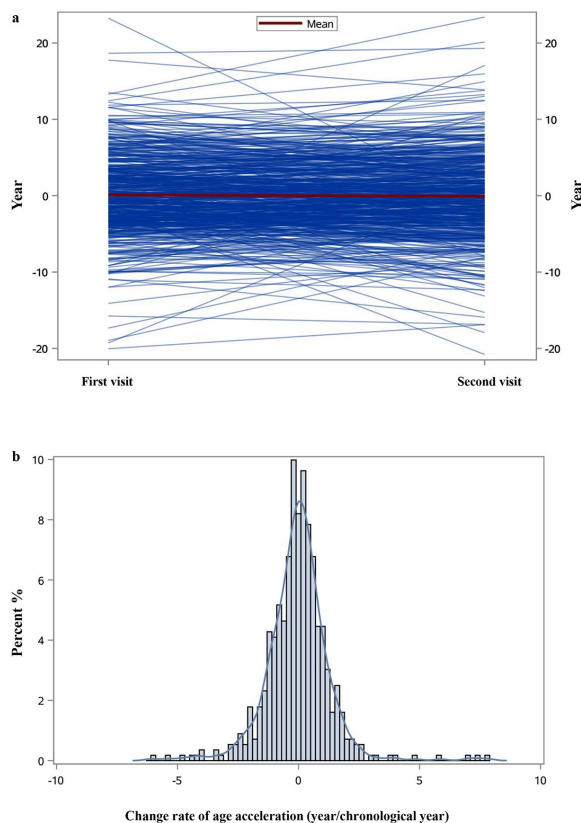 a
Mean
20
20
10
10
0
0
-10
-10
-20
-20
Year
Year
First visit
Second visit
b
10
8
6
4
2
0
Percent %
-10
-5
0
5
10
Change rate of age acceleration (year/chronological year)